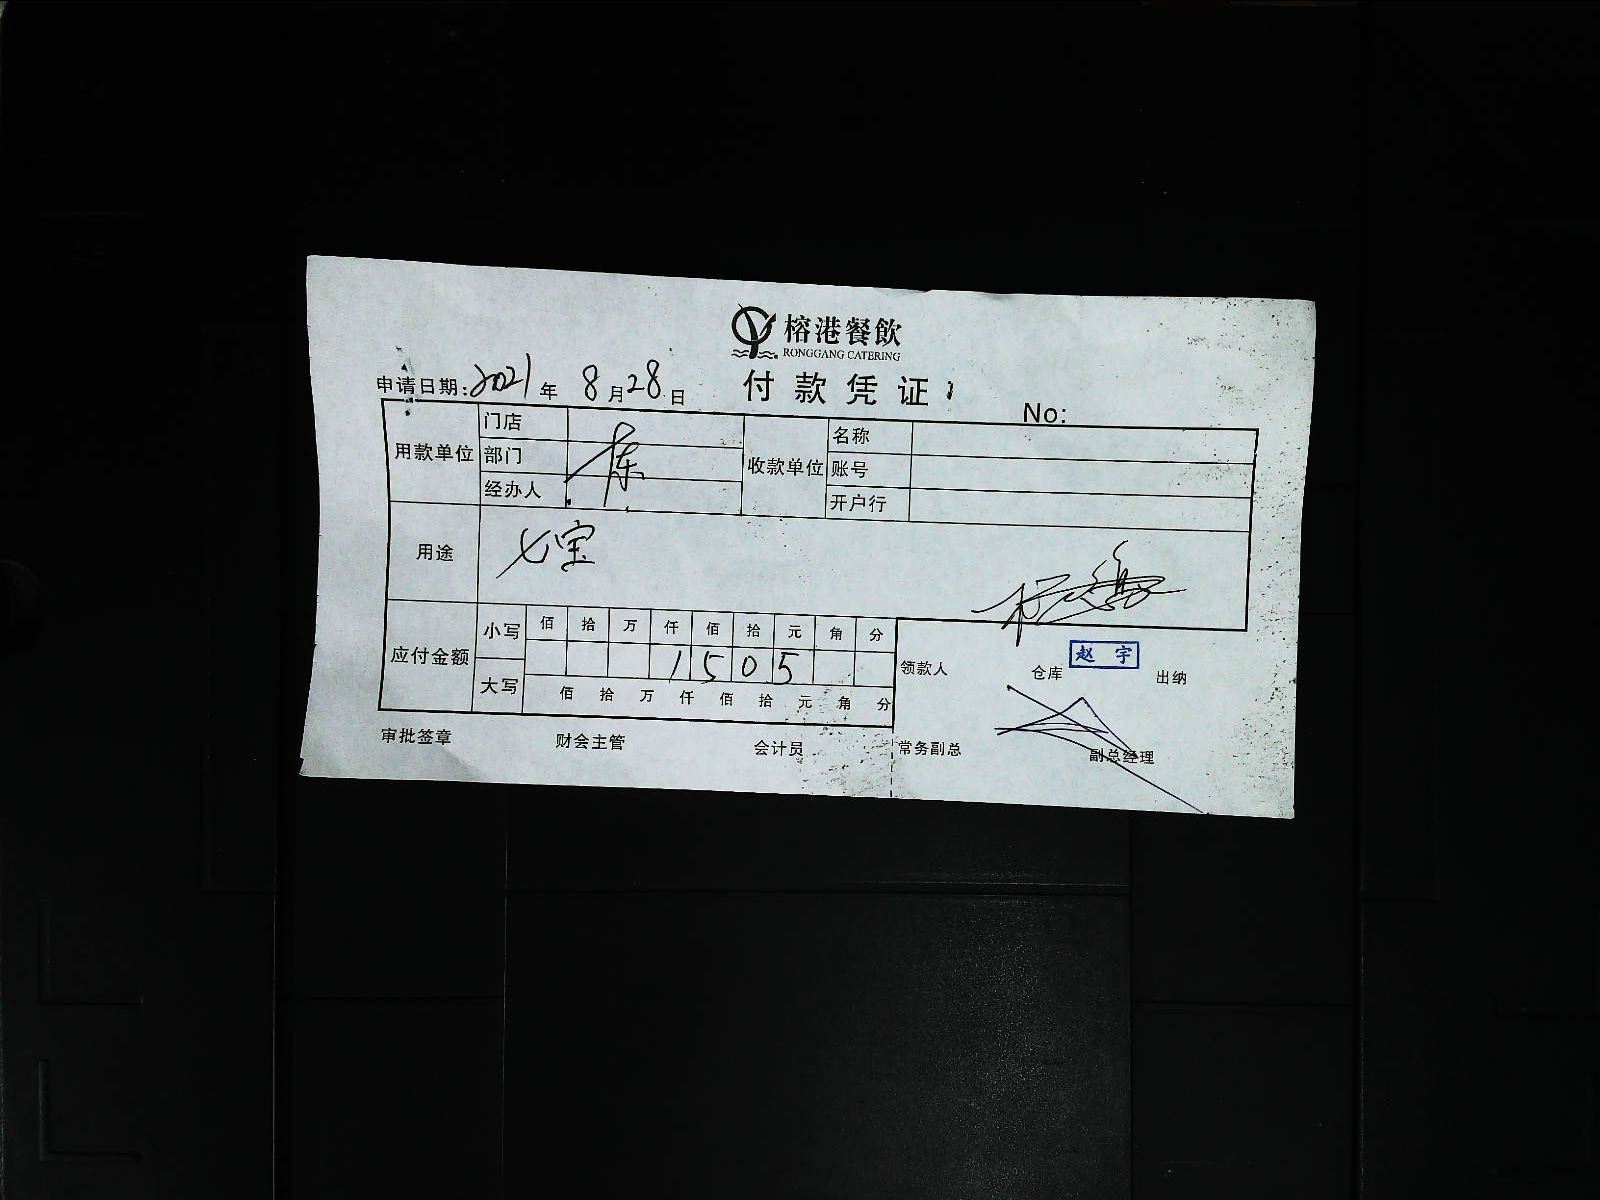 榕港餐飲
RONGGANG CATERING
付款凭证
申请日期:2021年 8月28日
No:
用款单位 门店 收款单位 名称
部门 账号
经办人 开户行
用途 七宝
应付金额 小写 佰 拾 万 仟 佰 拾 元 角 分
1 5 0 5
大写 佰 拾 万 仟 佰 拾 元 角 分
领款人 仓库 赵宇 出纳
审批签章 财会主管 会计员 常务副总 副总经理